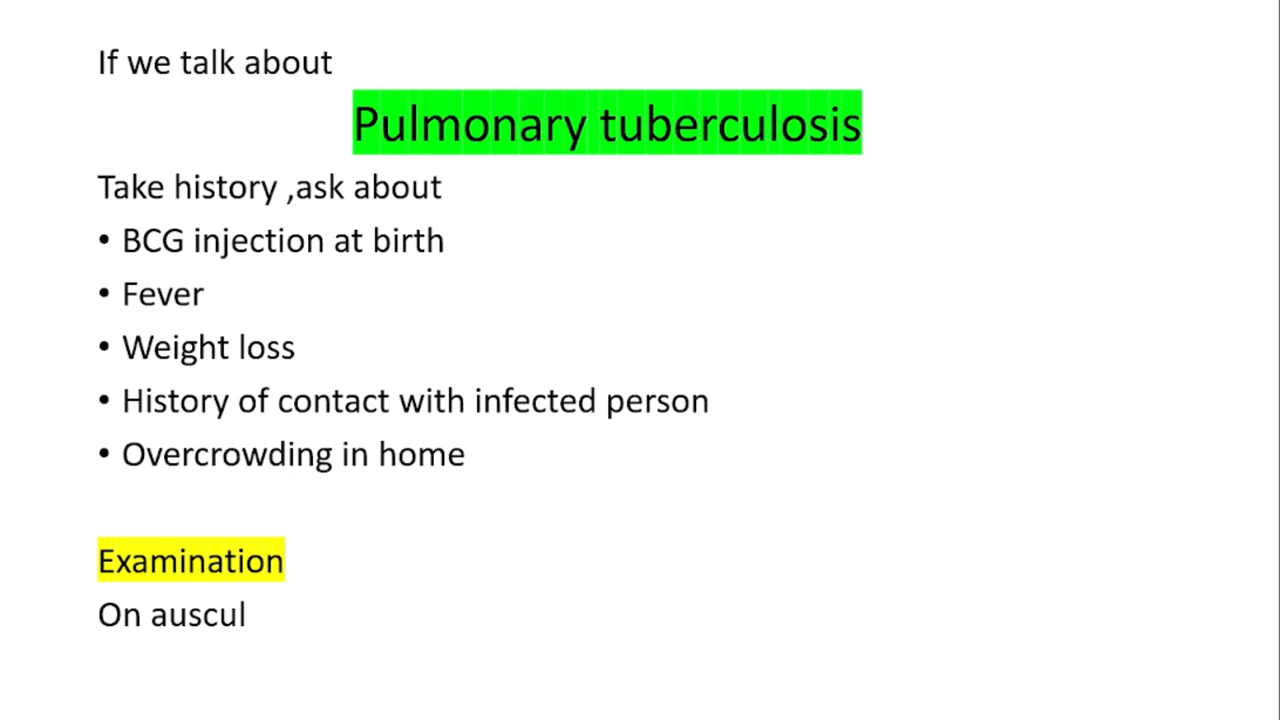 If we talk about
Pulmonary tuberculosis
Take history ,ask about
• BCG injection at birth
• Fever
• Weight loss
• History of contact with infected person
• Overcrowding in home
Examination
On auscul